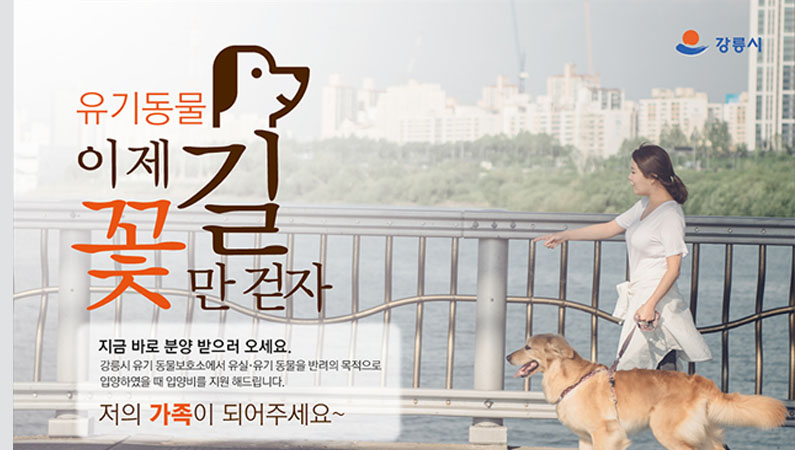 강릉시
유기동물
이제
꽃길
만 걷자
지금 바로 분양 받으러 오세요.
강릉시 유기 동물보호소에서 유실·유기 동물을 반려의 목적으로
입양하였을 때 입양비를 지원 해드립니다.
저의 가족이 되어주세요~